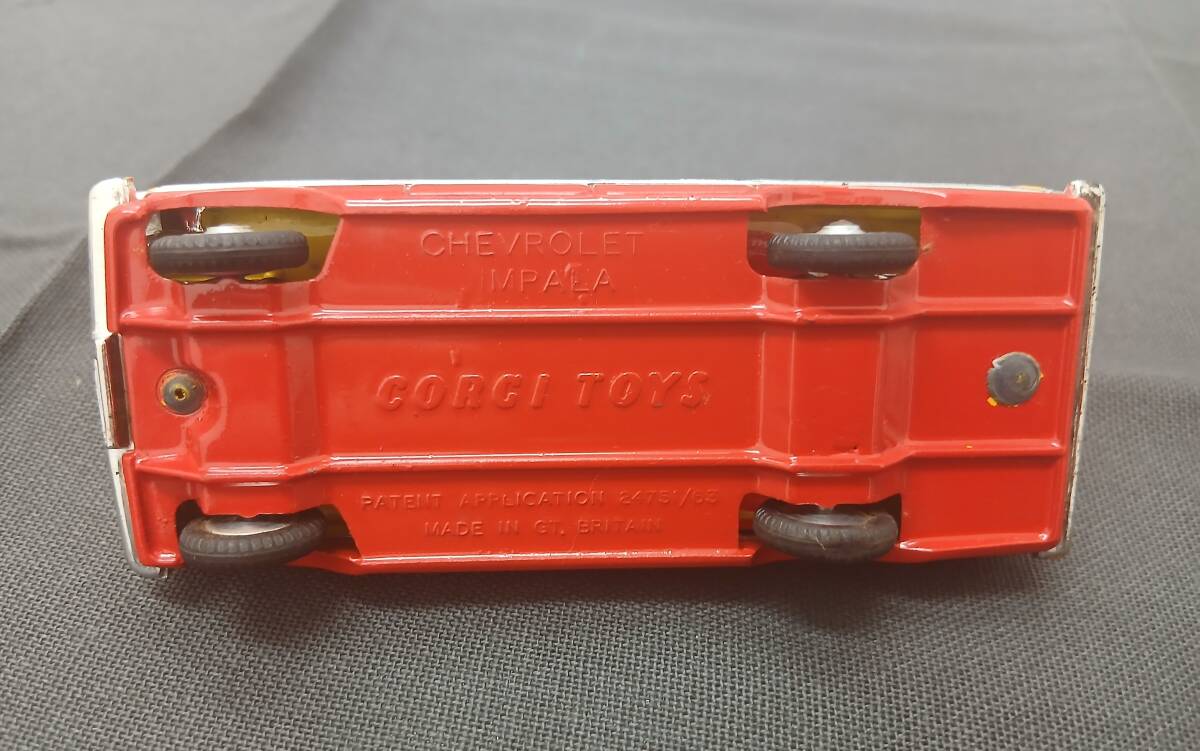 CHEVROLET
IMPALA
CORGI TOYS
PATENT APPLICATION 24751/63
MADE IN GT. BRITAIN